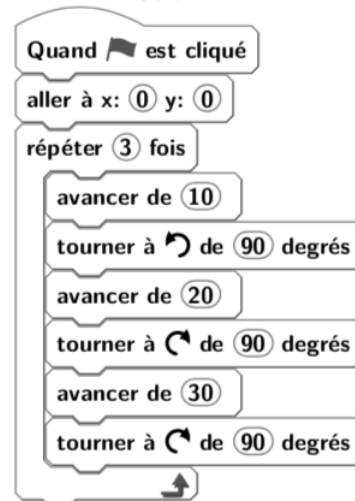 Quand est cliqué
aller à x: 0 y: 0
répéter 3 fois
avancer de 10
tourner à de 90 degrés
avancer de 20
tourner à de 90 degrés
avancer de 30
tourner à de 90 degrés